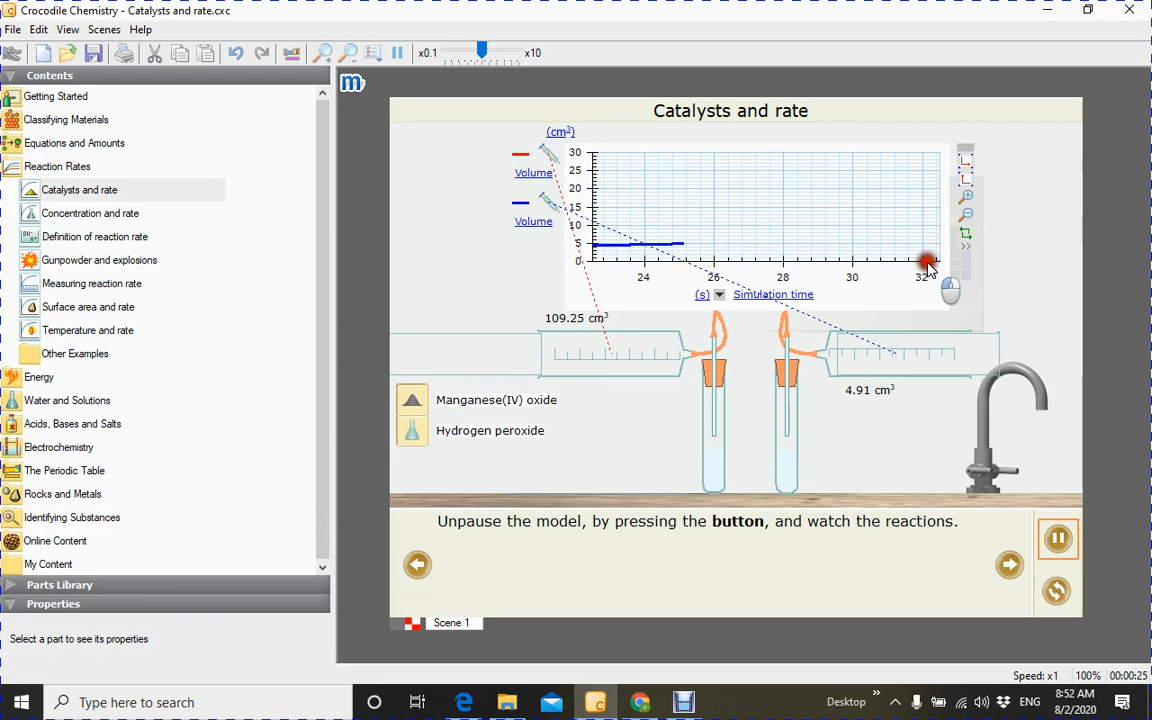 Crocodile Chemistry - Catalysts and rate.cxc
File Edit View Scenes Help
x0.1 x10
Contents
Getting Started
Classifying Materials
Equations and Amounts
Reaction Rates
Catalysts and rate
Concentration and rate
Definition of reaction rate
Gunpowder and explosions
Measuring reaction rate
Surface area and rate
Temperature and rate
Other Examples
Energy
Water and Solutions
Acids, Bases and Salts
Electrochemistry
The Periodic Table
Rocks and Metals
Identifying Substances
Online Content
My Content
Parts Library
Properties
Select a part to see its properties
m
Catalysts and rate
(cm³)
Volume
Volume
30
25
20
15
10
5
0
24 26 28 30 32
(s) Simulation time
109.25 cm³
4.91 cm³
Manganese(IV) oxide
Hydrogen peroxide
Unpause the model, by pressing the button, and watch the reactions.
Scene 1
Speed: x1 100% 00:00:25
Type here to search
Desktop
ENG
8:52 AM
8/2/2020